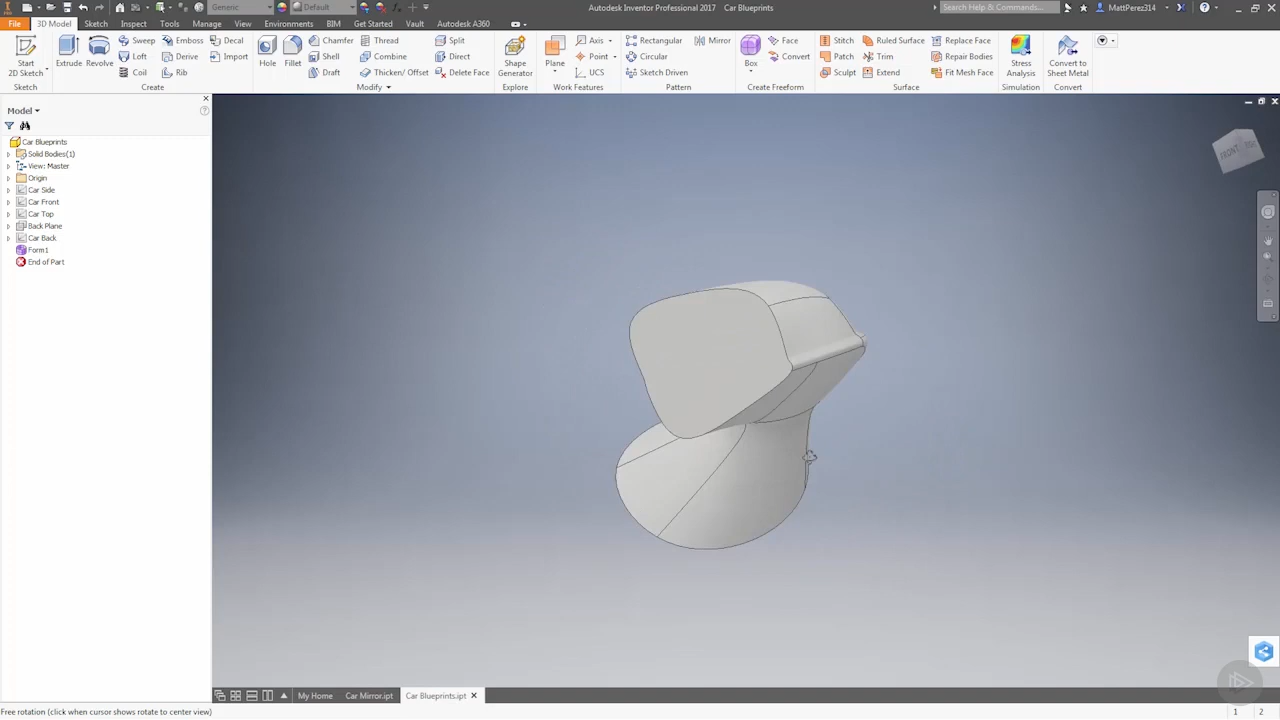 Generic
Default
Autodesk Inventor Professional 2017 Car Blueprints
Search Help & Commands...
MattPerez314
File
3D Model
Sketch
Inspect
Tools
Manage
View
Environments
BIM
Get Started
Vault
Autodesk A360
Start
2D Sketch
Sketch
Extrude
Revolve
Sweep
Loft
Coil
Emboss
Derive
Rib
Decal
Import
Create
Hole
Fillet
Chamfer
Shell
Draft
Thread
Combine
Thicken/ Offset
Split
Direct
Delete Face
Modify
Shape
Generator
Explore
Plane
Axis
Point
UCS
Work Features
Rectangular
Circular
Sketch Driven
Mirror
Pattern
Box
Face
Convert
Create Freeform
Stitch
Patch
Sculpt
Ruled Surface
Trim
Extend
Replace Face
Repair Bodies
Fit Mesh Face
Surface
Stress
Analysis
Simulation
Convert to
Sheet Metal
Convert
Model
Car Blueprints
Solid Bodies(1)
View: Master
Origin
Car Side
Car Front
Car Top
Back Plane
Car Back
Form1
End of Part
FRONT
My Home
Car Mirror.ipt
Car Blueprints.ipt
Free rotation (click when cursor shows rotate to center view)
1 2